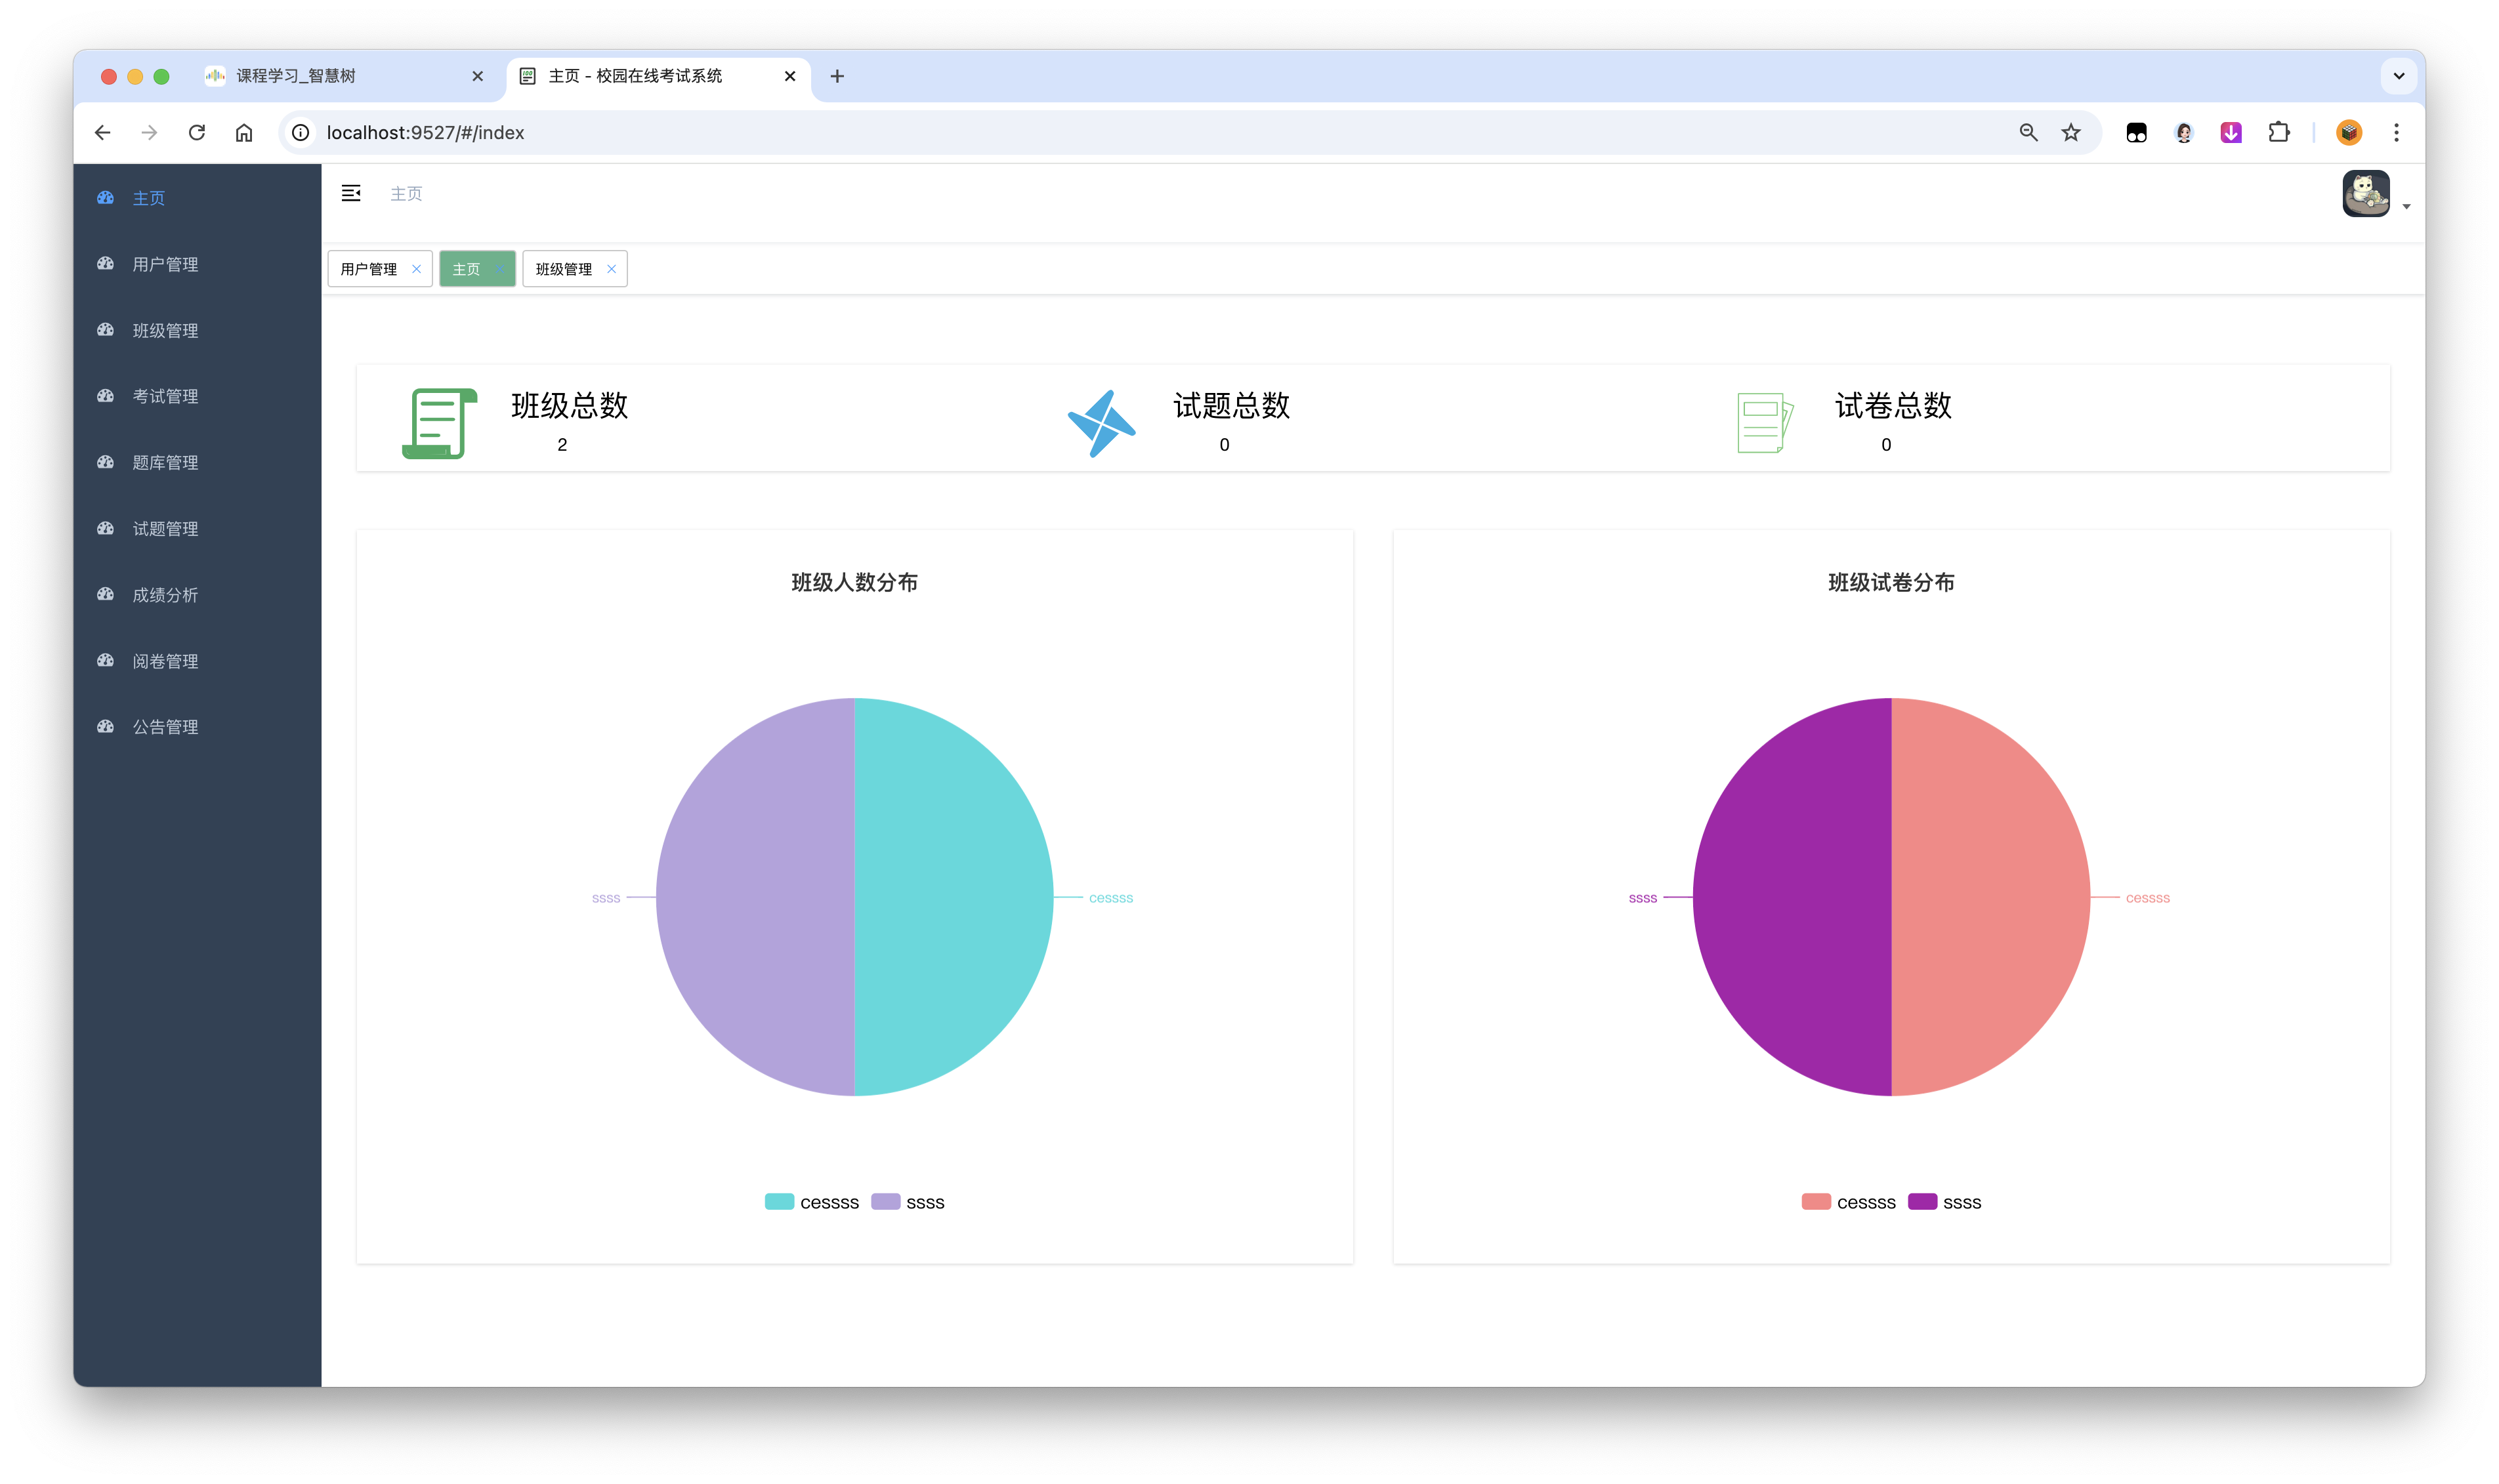 课程学习_智慧树
主页 - 校园在线考试系统
localhost:9527/#/index
主页
用户管理
班级管理
考试管理
题库管理
试题管理
成绩分析
阅卷管理
公告管理
主页
用户管理 主页 班级管理
班级总数
2
试题总数
0
试卷总数
0
班级人数分布
ssss
cessss
cessss ssss
班级试卷分布
ssss
cessss
cessss ssss